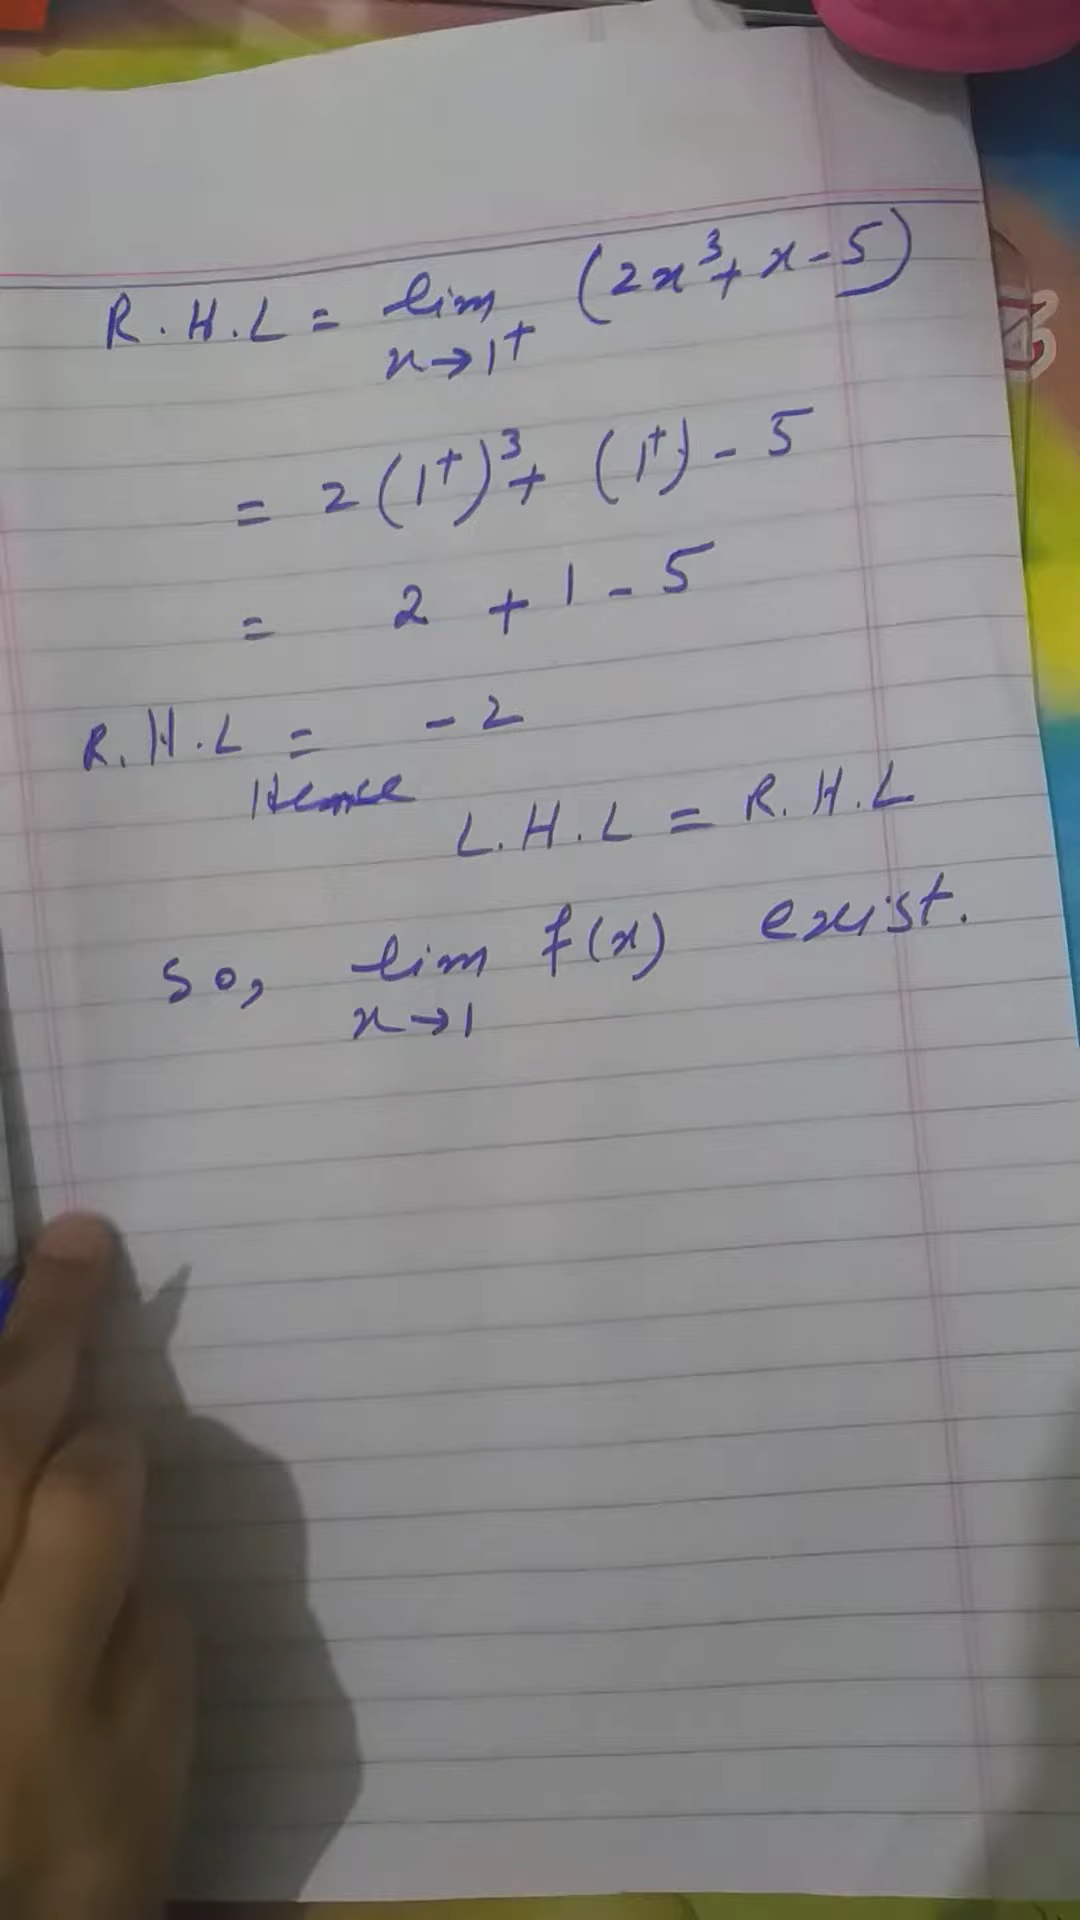 R.H.L = lim (2x³ + x - 5)
x→1⁺
= 2(1⁺)³ + (1⁺) - 5
= 2 + 1 - 5
R.H.L = -2
Hence
L.H.L = R.H.L
So, lim f(x) exist.
x→1